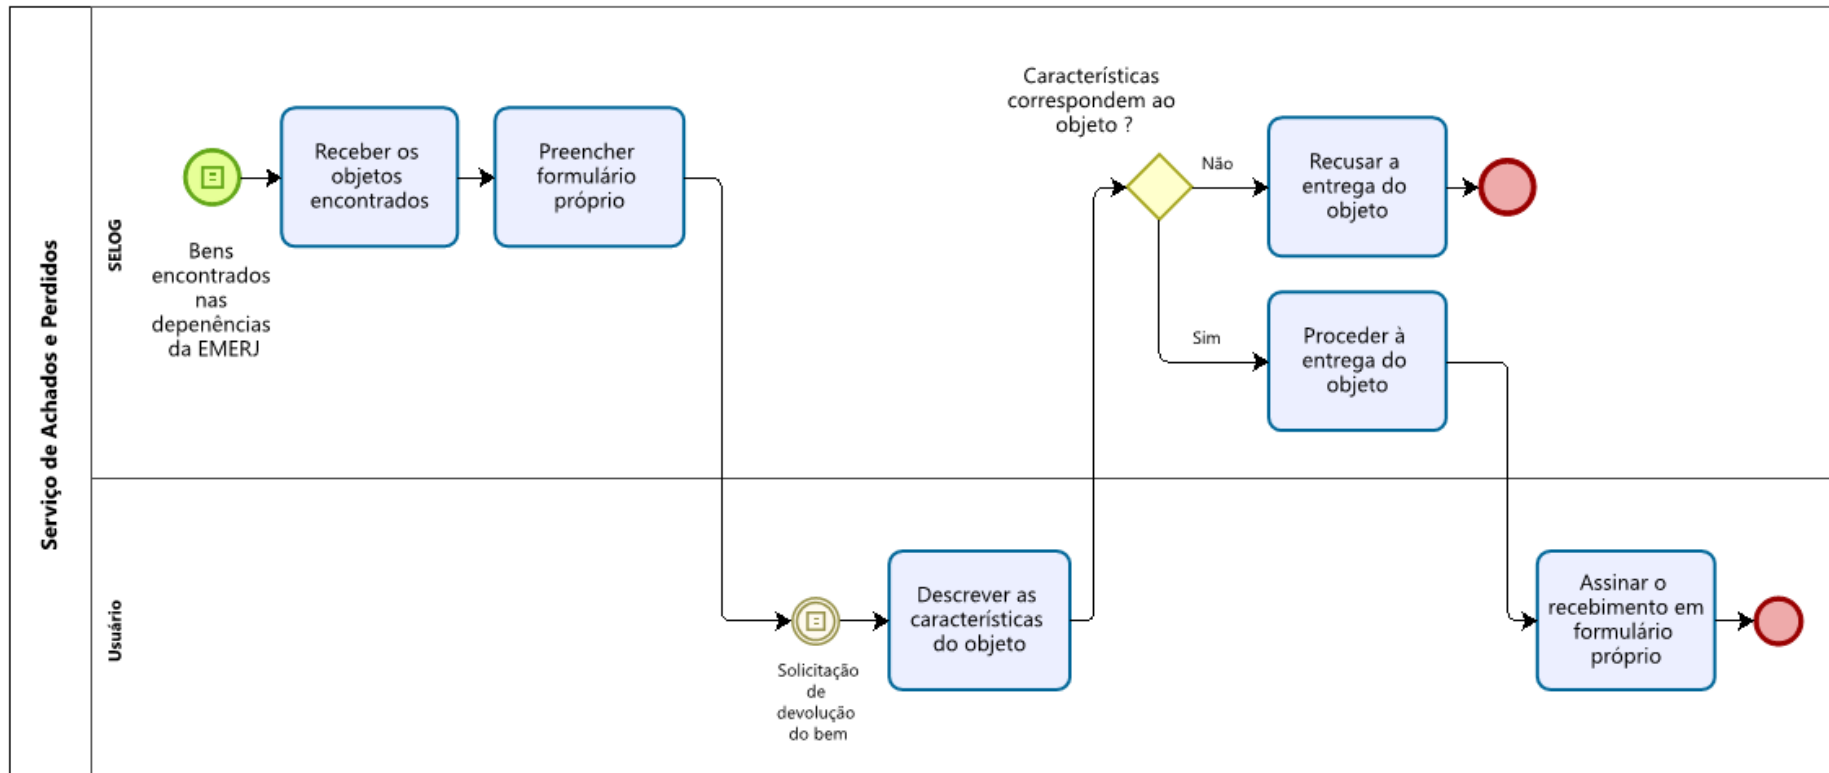 Serviço de Achados e Perdidos
SELOG
Bens
encontrados
nas
depenências
da EMERJ
Receber os
objetos
encontrados
Preencher
formulário
próprio
Características
correspondem ao
objeto ?
Não
Recusar a
entrega do
objeto
Sim
Proceder à
entrega do
objeto
Usuário
Solicitação
de
devolução
do bem
Descrever as
características
do objeto
Assinar o
recebimento em
formulário
próprio